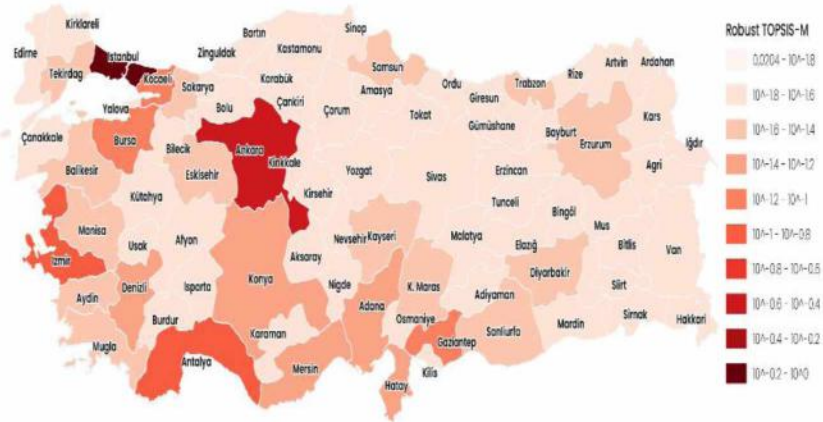 Kirklareli
Edirne
Tekirdag
Istanbul
Kocaeli
Yalova
Sakarya
Zinguldak
Bartın
Kastamonu
Sinop
Karabük
Bolu
Çankiri
Çorum
Samsun
Amasya
Ordu
Tokat
Giresun
Trabzon
Rize
Artvin
Ardahan
Gümüshane
Bayburt
Erzurum
Kars
Iğdır
Agri
Çanakkale
Bursa
Bilecik
Balikesir
Eskisehir
Ankara
Kirikkale
Kütahya
Kirsehir
Yozgat
Sivas
Erzincan
Tunceli
Bingöl
Mus
Bitlis
Van
Manisa
Izmir
Usak
Afyon
Aksaray
Nevsehir
Kayseri
Malatya
Elazığ
Diyarbakir
Siirt
Sirnak
Hakkari
Aydin
Denizli
Isparta
Konya
Nigde
K. Maras
Adiyaman
Mardin
Burdur
Mugla
Antalya
Karaman
Mersin
Adana
Osmaniye
Gaziantep
Kilis
Sanliurfa
Hatay
Robust TOPSIS-M
0.0204 - 10^-1.8
10^-1.8 - 10^-1.6
10^-1.6 - 10^-1.4
10^-1.4 - 10^-1.2
10^-1.2 - 10^-1
10^-1 - 10^-0.8
10^-0.8 - 10^-0.6
10^-0.6 - 10^-0.4
10^-0.4 - 10^-0.2
10^-0.2 - 10^0